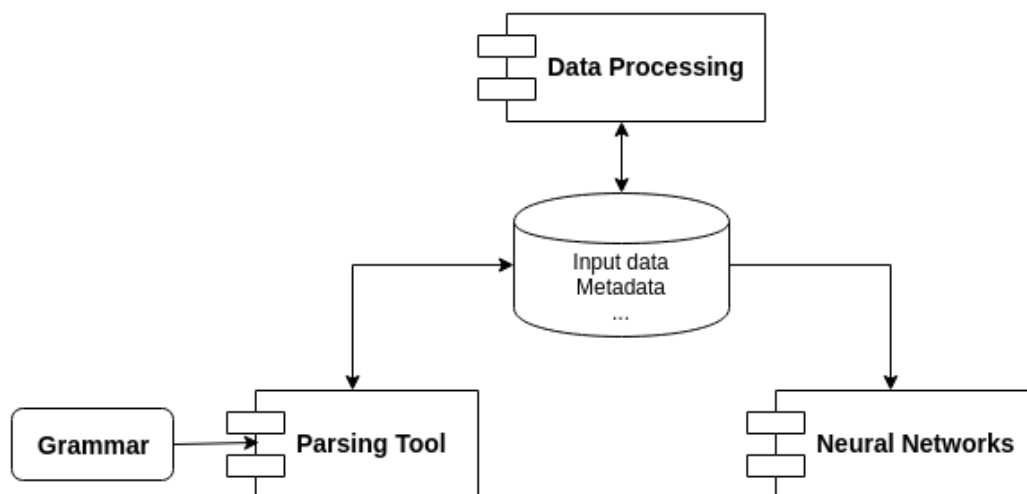 Data Processing
Input data
Metadata
...
Grammar
Parsing Tool
Neural Networks